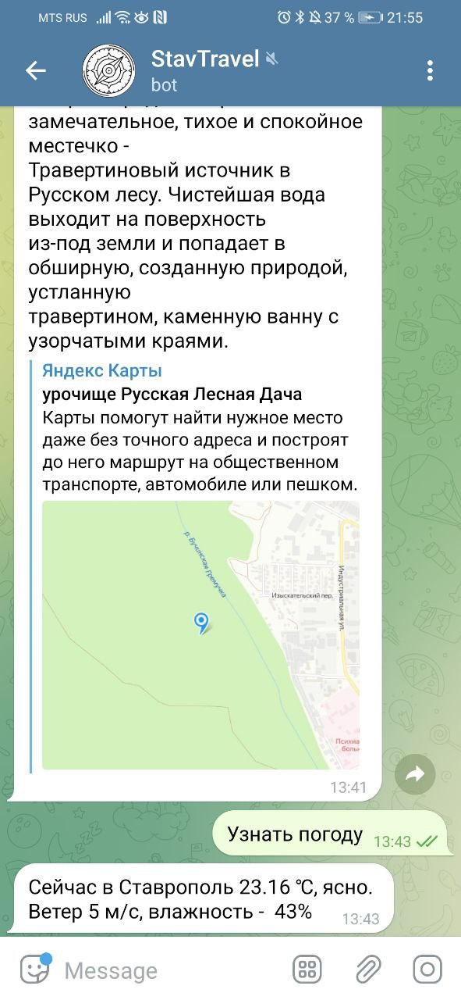 MTS RUS 37 % 21:55
StavTravel
bot
замечательное, тихое и спокойное
местечко -
Травертиновый источник в
Русском лесу. Чистейшая вода
выходит на поверхность
из-под земли и попадает в
обширную, созданную природой,
устланную
травертином, каменную ванну с
узорчатыми краями.
Яндекс Карты
урочище Русская Лесная Дача
Карты помогут найти нужное место
даже без точного адреса и построят
до него маршрут на общественном
транспорте, автомобиле или пешком.
р. Бучинская Гремучка
Изыскательский пер.
Индустриальная ул.
Психиа
больн
13:41
Узнать погоду 13:43
Сейчас в Ставрополь 23.16 °C, ясно.
Ветер 5 м/с, влажность - 43% 13:43
Message